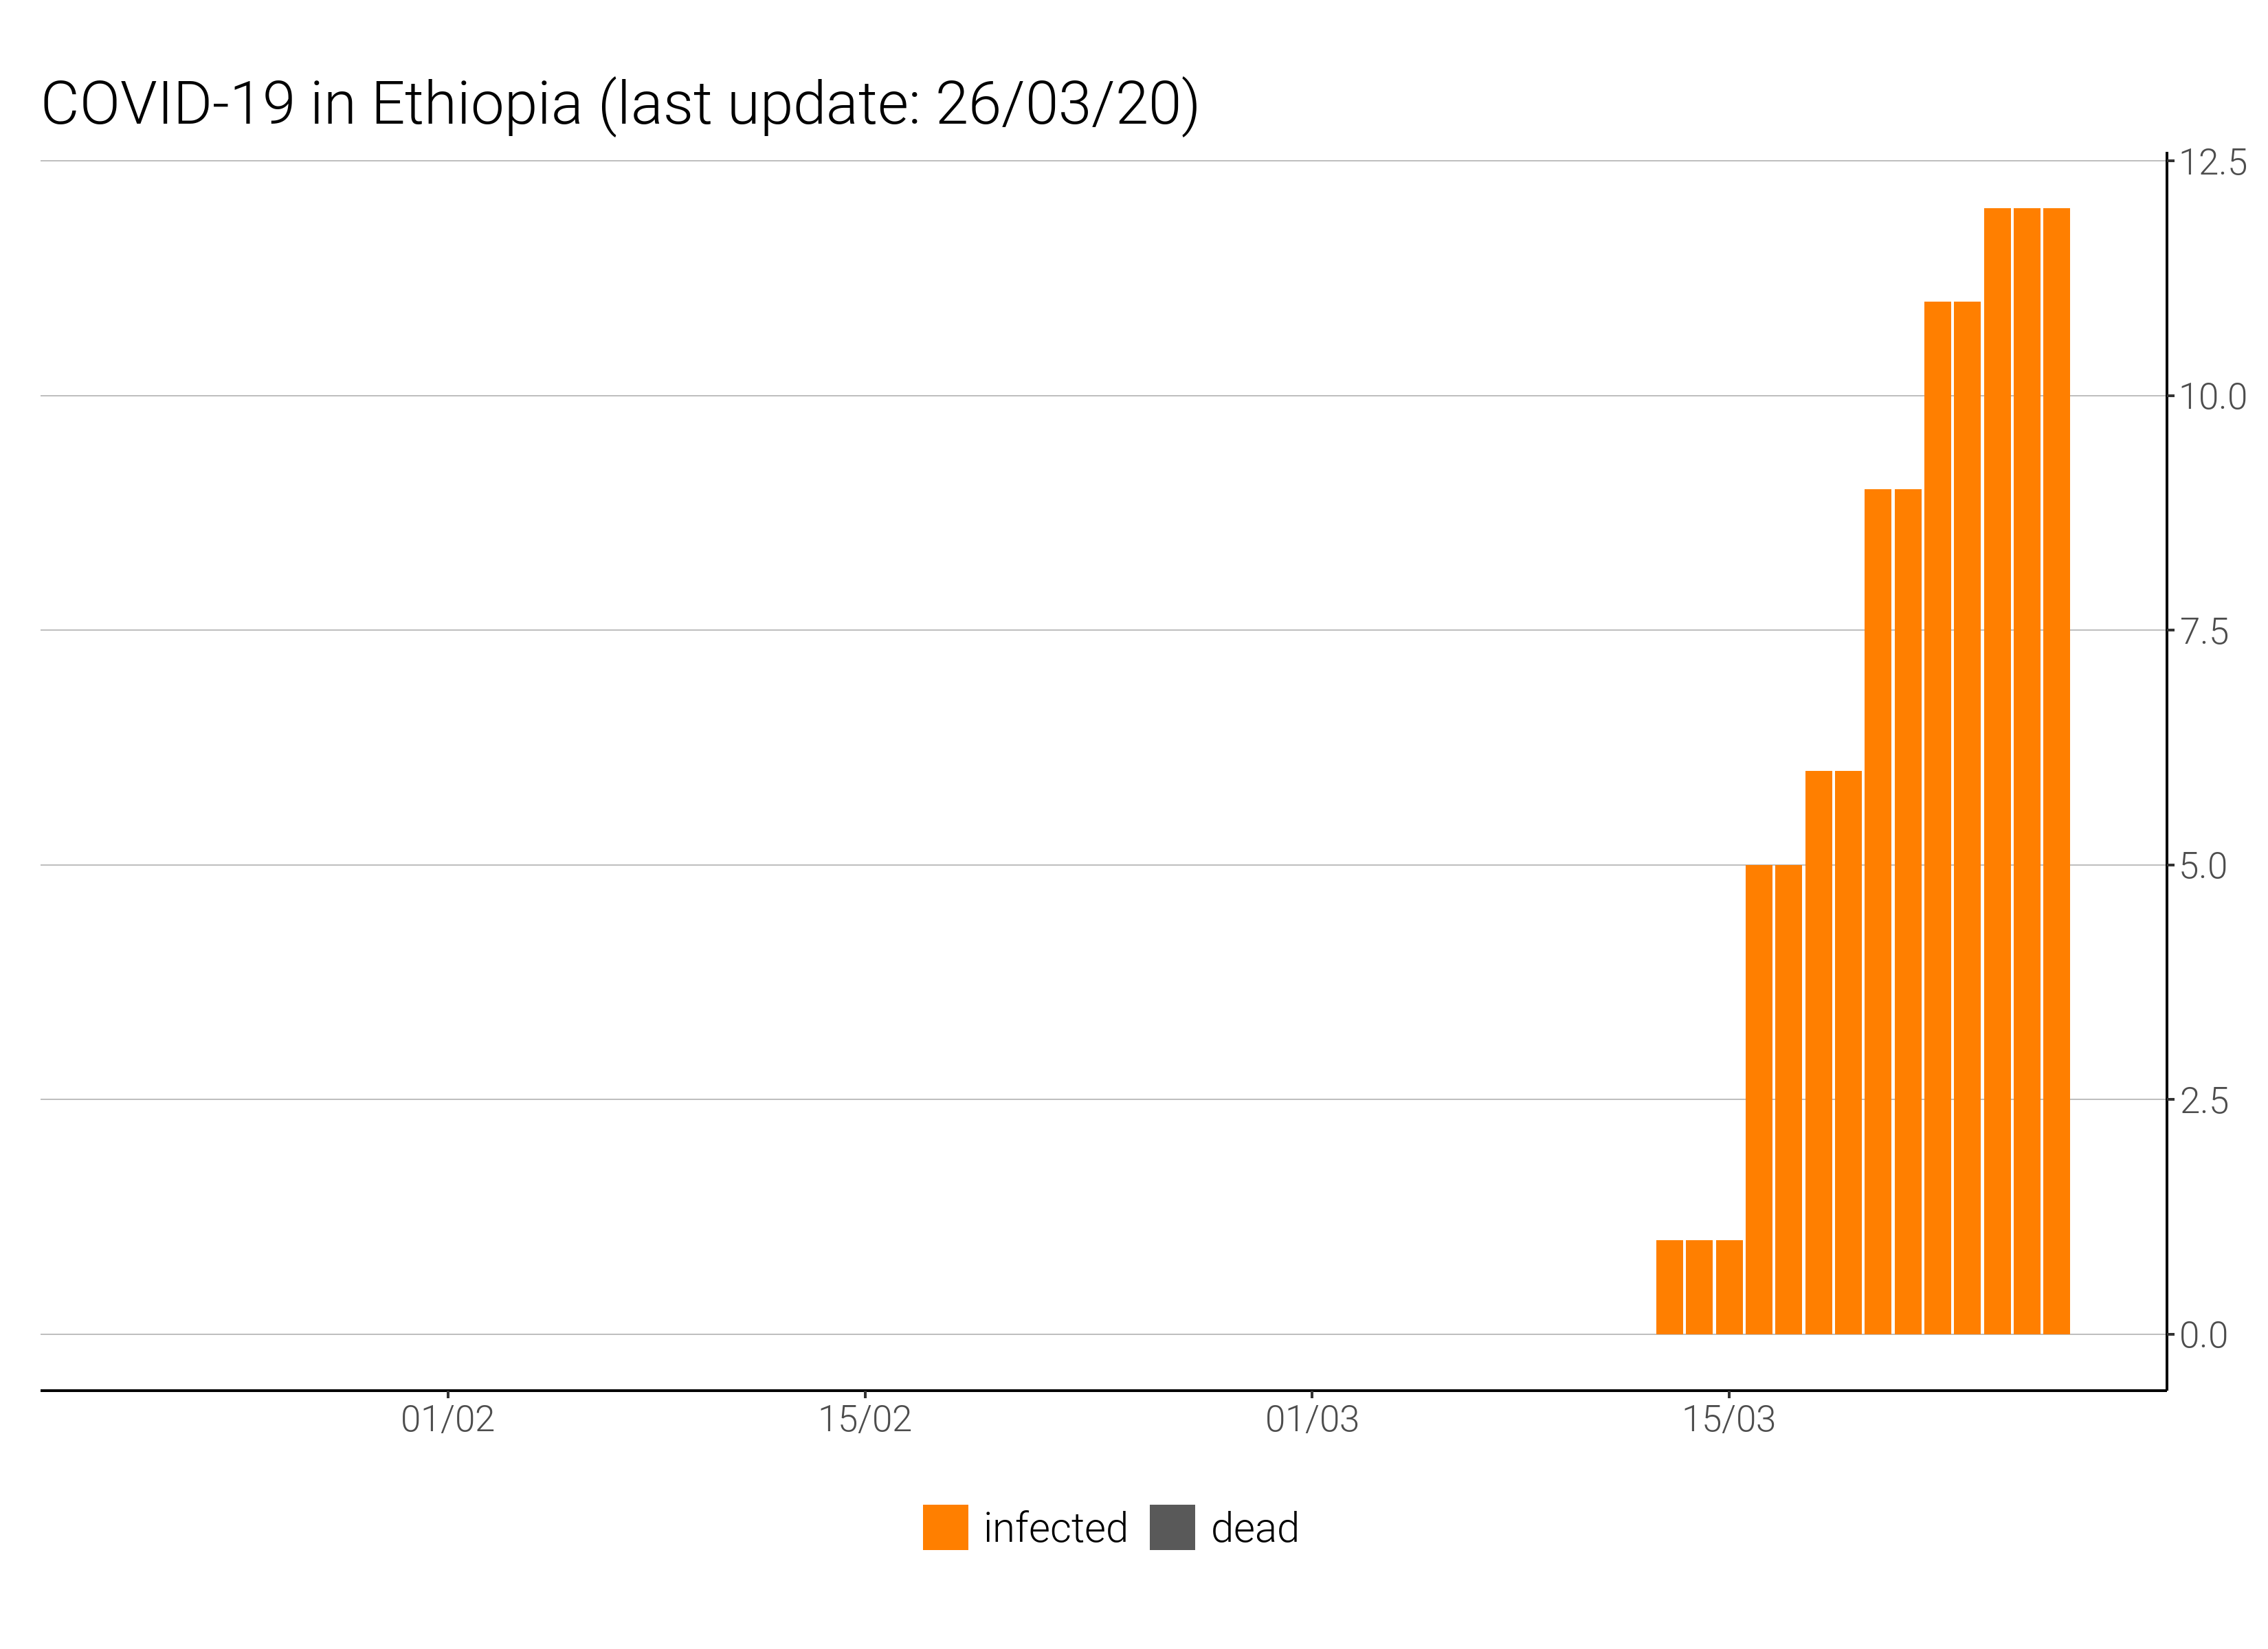 COVID-19 in Ethiopia (last update: 26/03/20)
12.5
10.0
7.5
5.0
2.5
0.0
01/02 15/02 01/03 15/03
infected dead